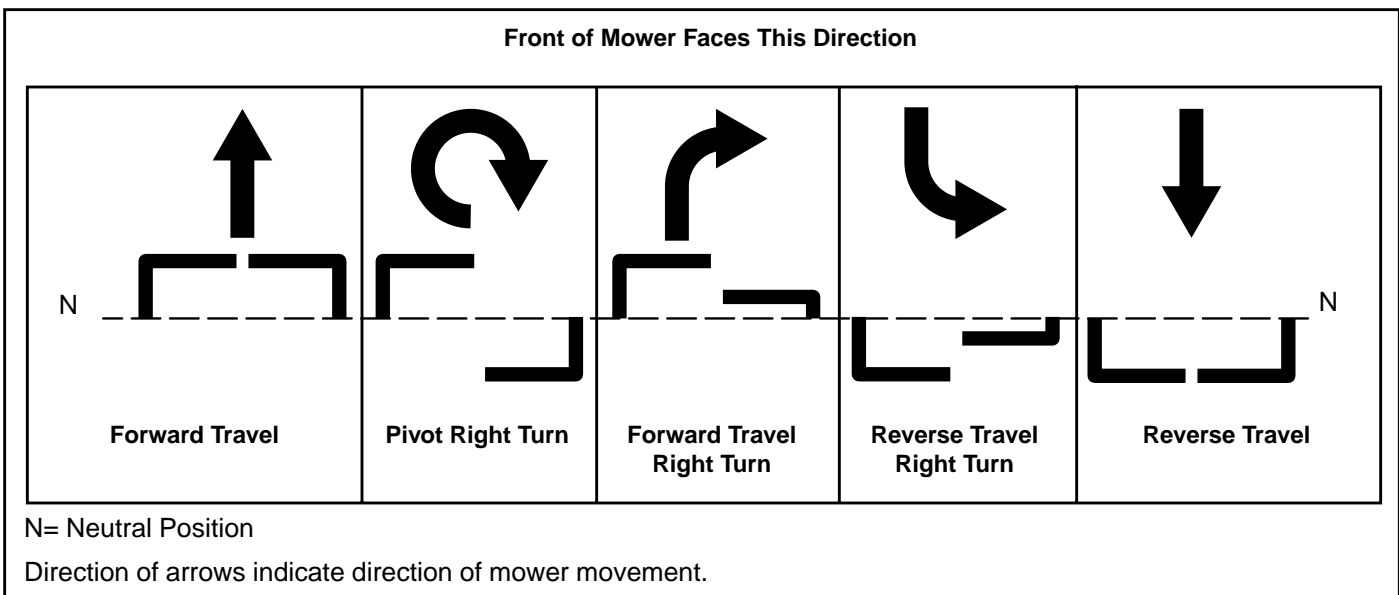 Front of Mower Faces This Direction
N
N
Forward Travel
Pivot Right Turn
Forward Travel
Right Turn
Reverse Travel
Right Turn
Reverse Travel
N= Neutral Position
Direction of arrows indicate direction of mower movement.